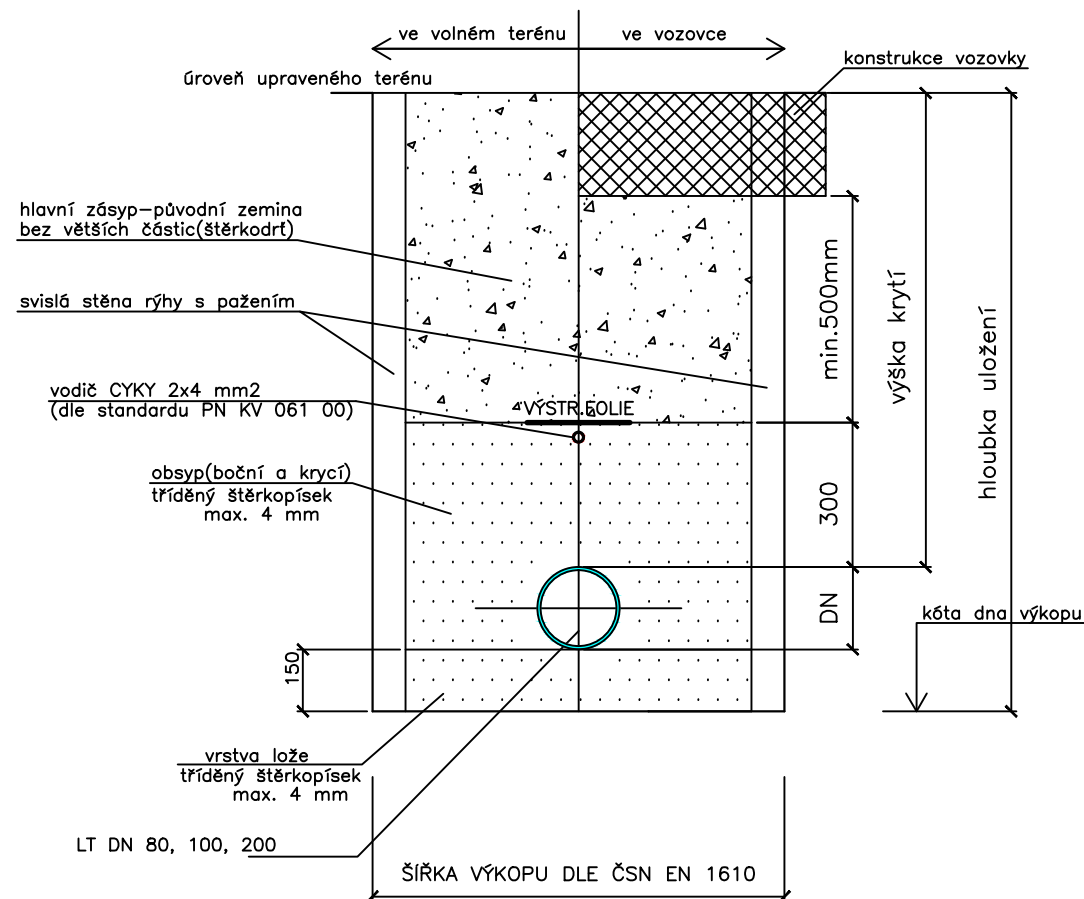 ve volném terénu
ve vozovce
konstrukce vozovky
úroveň upraveného terénu
hlavní zásyp-původní zemina
bez větších částic(štěrkodrť)
svislá stěna rýhy s pažením
vodič CYKY 2x4 mm2
(dle standardu PN KV 061 00)
VÝSTR.FOLIE
obsyp(boční a krycí)
tříděný štěrkopísek
max. 4 mm
min.500mm
výška krytí
hloubka uložení
300
DN
kóta dna výkopu
150
vrstva lože
tříděný štěrkopísek
max. 4 mm
LT DN 80, 100, 200
ŠÍŘKA VÝKOPU DLE ČSN EN 1610